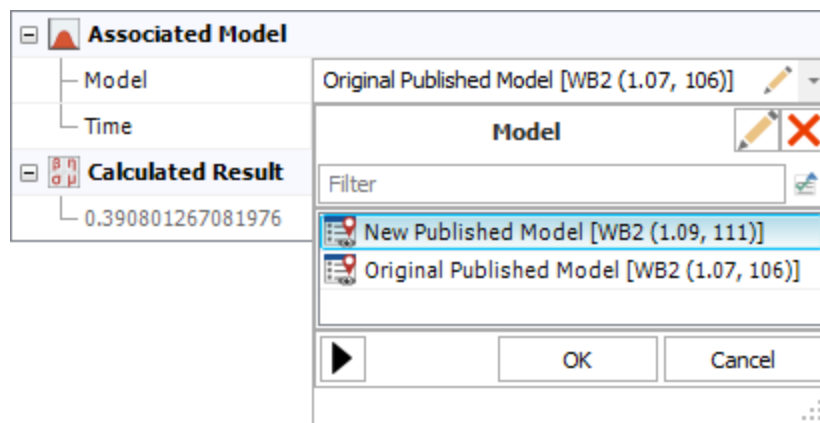 Associated Model
Model
Original Published Model [WB2 (1.07, 106)]
Time
Model
Calculated Result
β η
σ μ
Filter
0.390801267081976
New Published Model [WB2 (1.09, 111)]
Original Published Model [WB2 (1.07, 106)]
OK
Cancel